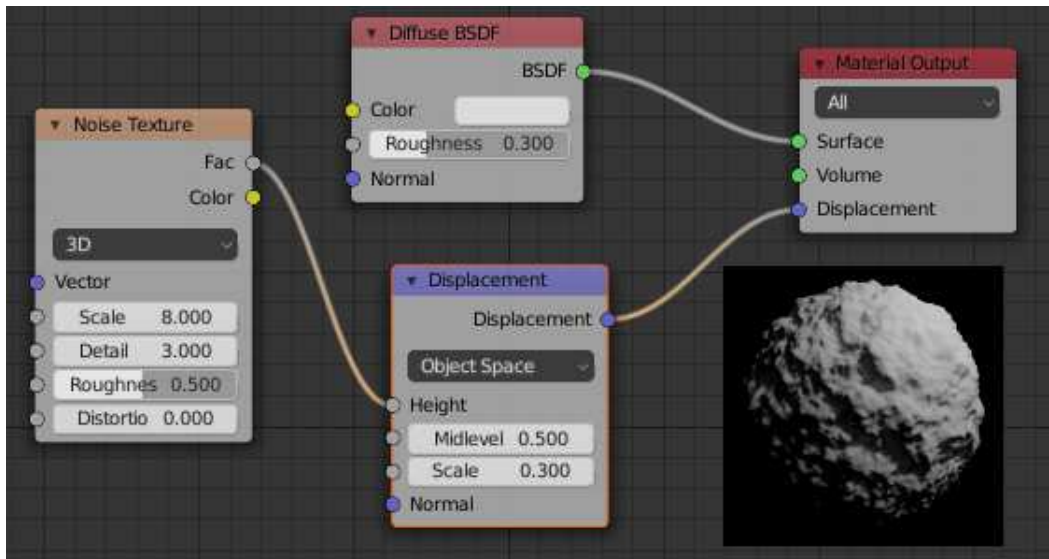 Noise Texture
Fac
Color
3D
Vector
Scale 8.000
Detail 3.000
Roughnes 0.500
Distortio 0.000
Diffuse BSDF
BSDF
Color
Roughness 0.300
Normal
Displacement
Displacement
Object Space
Height
Midlevel 0.500
Scale 0.300
Normal
Material Output
All
Surface
Volume
Displacement